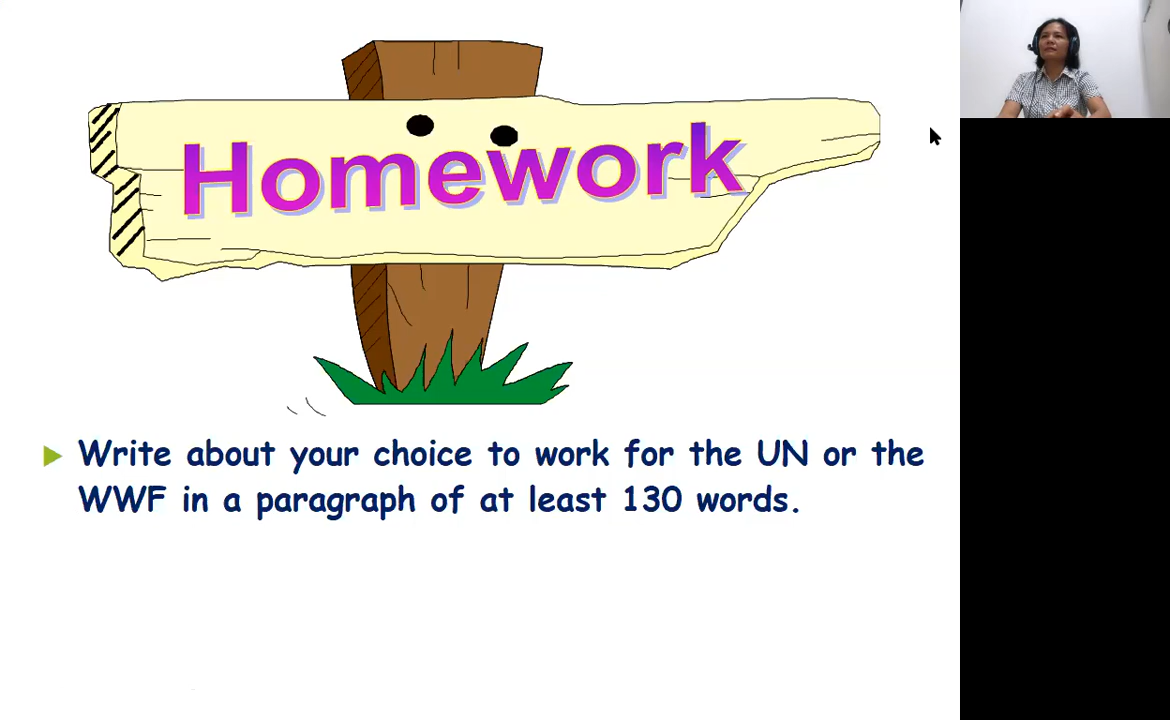 Homework
Write about your choice to work for the UN or the
WWF in a paragraph of at least 130 words.